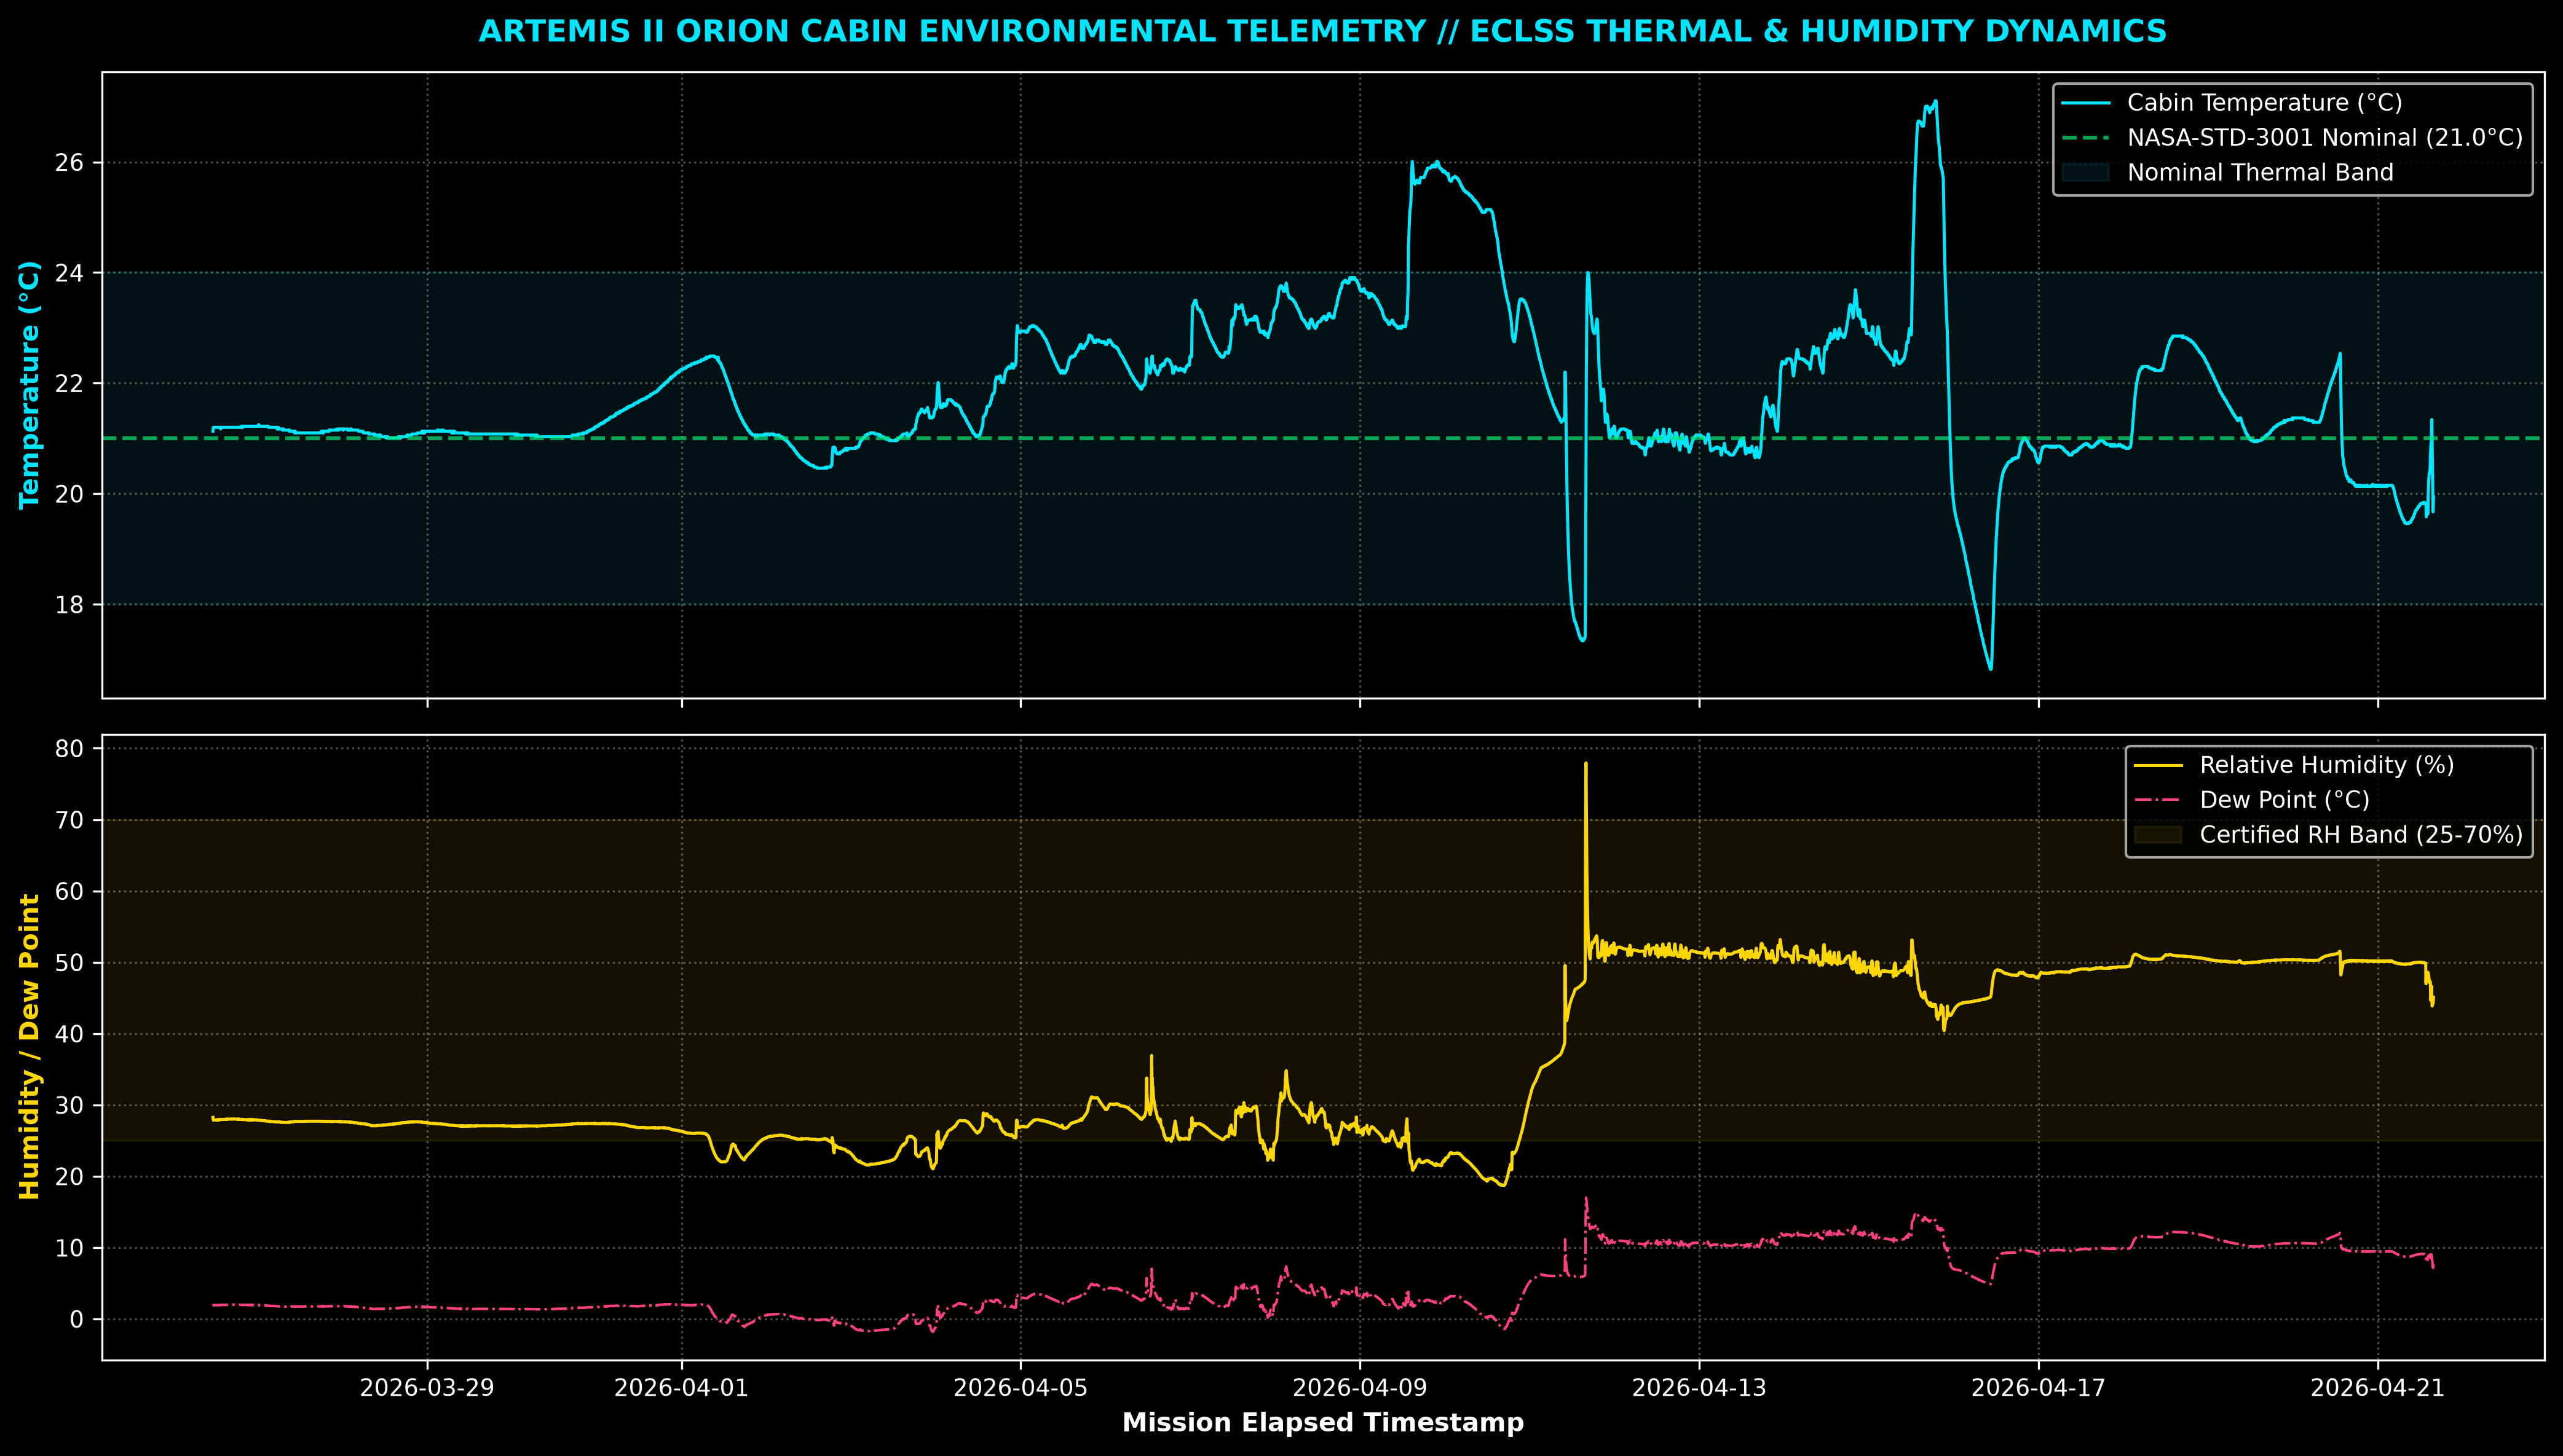 ARTEMIS II ORION CABIN ENVIRONMENTAL TELEMETRY // ECLSS THERMAL & HUMIDITY DYNAMICS
Temperature (°C)
26
24
22
20
18
Cabin Temperature (°C)
NASA-STD-3001 Nominal (21.0°C)
Nominal Thermal Band
Humidity / Dew Point
80
70
60
50
40
30
20
10
0
Relative Humidity (%)
Dew Point (°C)
Certified RH Band (25-70%)
2026-03-29
2026-04-01
2026-04-05
2026-04-09
2026-04-13
2026-04-17
2026-04-21
Mission Elapsed Timestamp